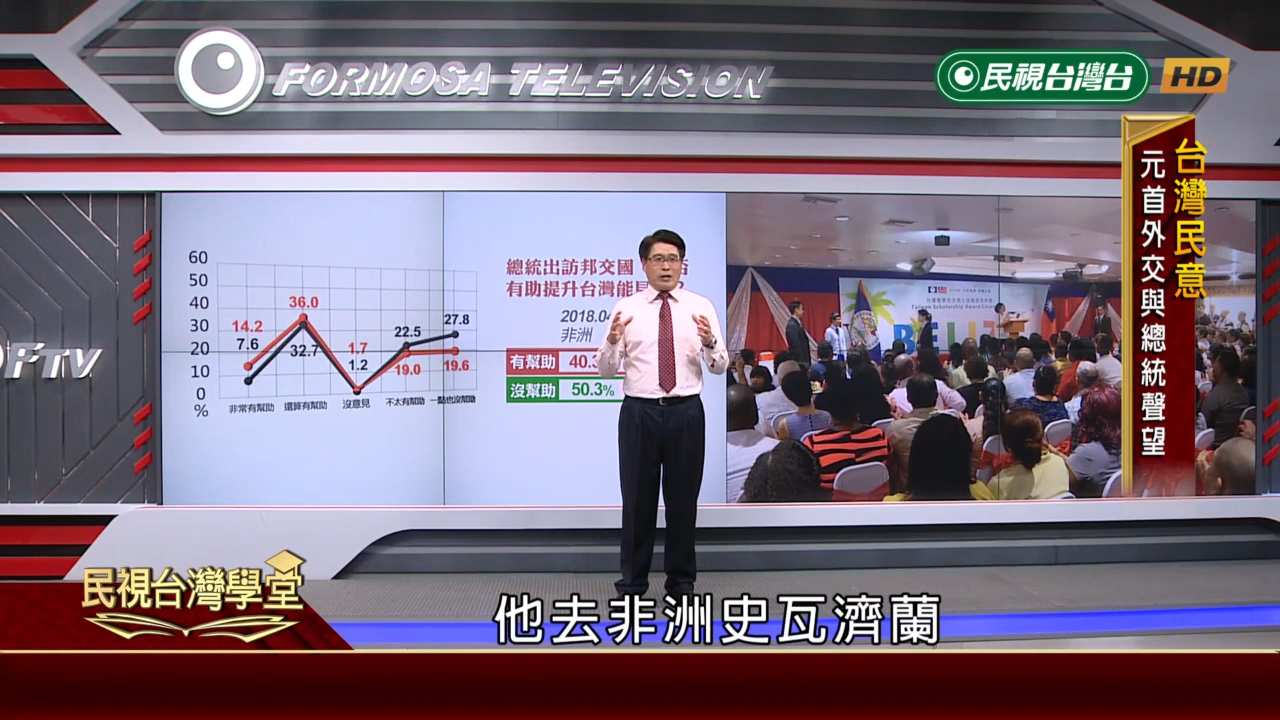 FORMOSA TELEVISION
民視台灣台 HD
台灣民意
元首外交與總統聲望
FTV
60
50
40
30
20
10
0
%
14.2
7.6
36.0
32.7
1.7
1.2
22.5
19.0
27.8
19.6
非常有幫助
還算有幫助
沒意見
不太有幫助
一點也沒幫助
總統出訪邦交國
有助提升台灣能見
2018.04
非洲
有幫助 40.3
沒幫助 50.3%
Taiwan Scholarship Award
BELI
民視台灣學堂
他去非洲史瓦濟蘭